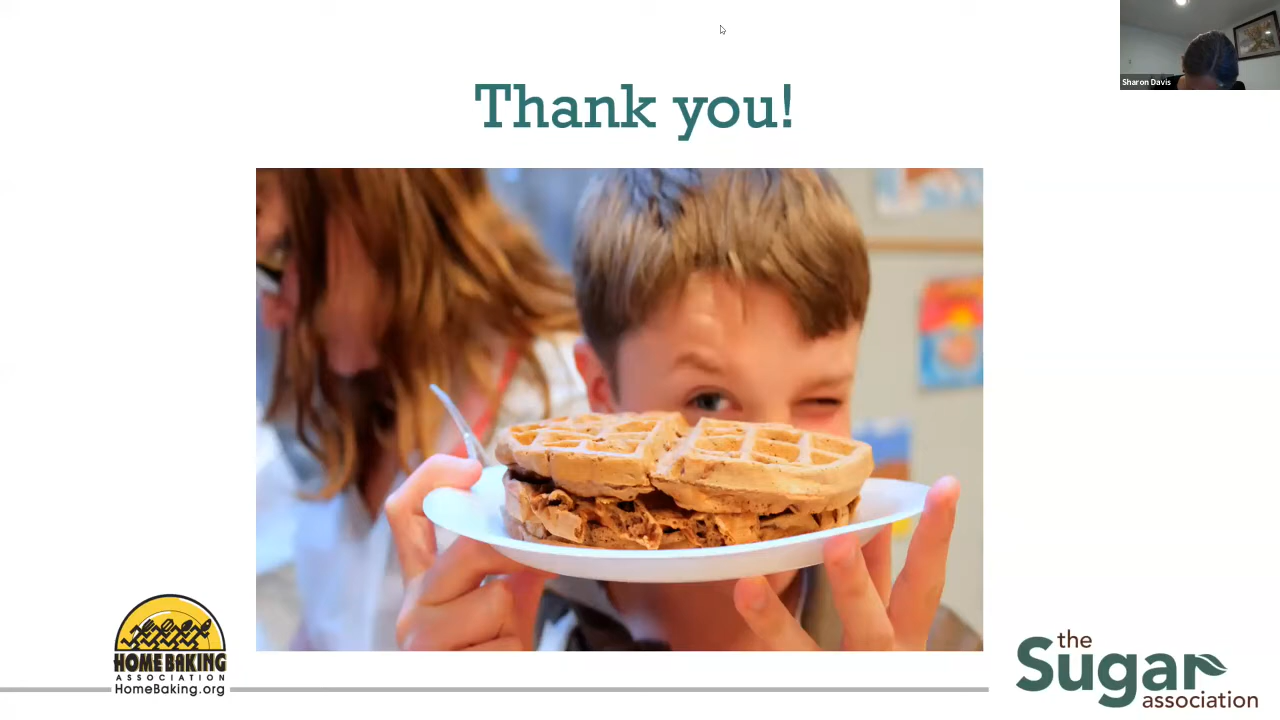 Sharon Davis
Thank you!
HOME BAKING
ASSOCIATION
HomeBaking.org
the
Sugar
association